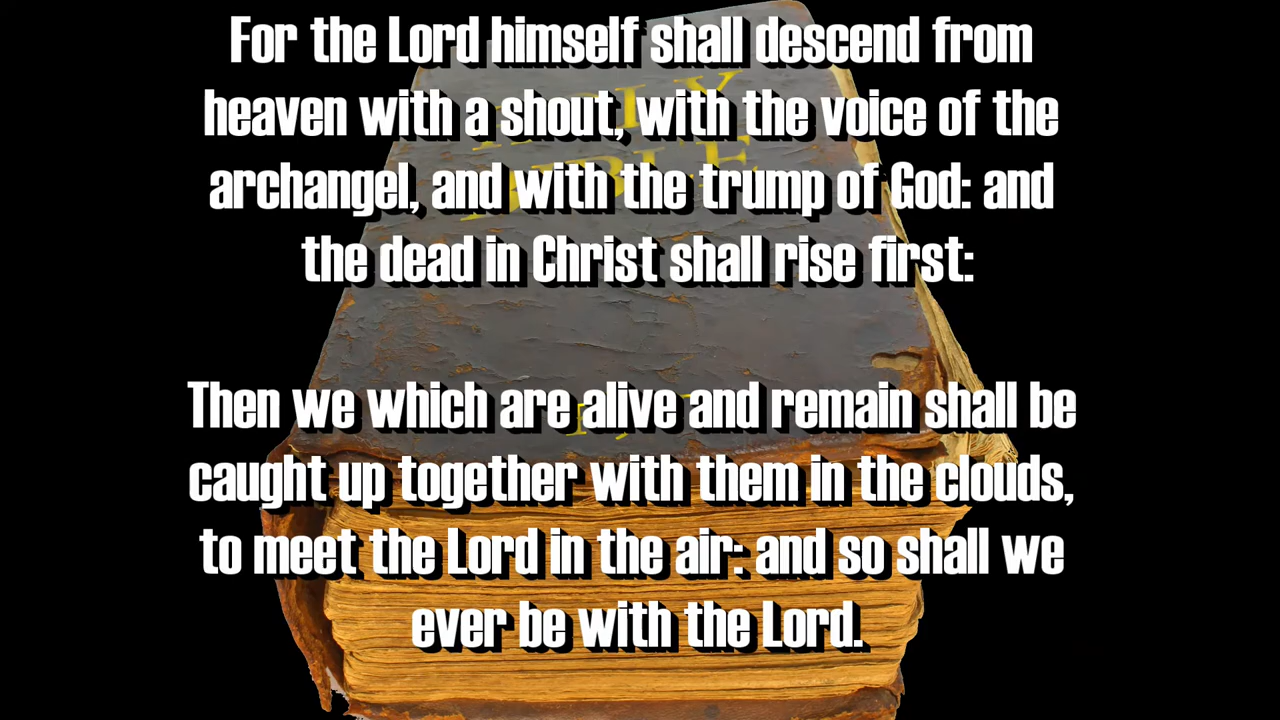 For the Lord himself shall descend from
heaven with a shout, with the voice of the
archangel, and with the trump of God: and
the dead in Christ shall rise first:
Then we which are alive and remain shall be
caught up together with them in the clouds,
to meet the Lord in the air: and so shall we
ever be with the Lord.
HOLY
BIBLE